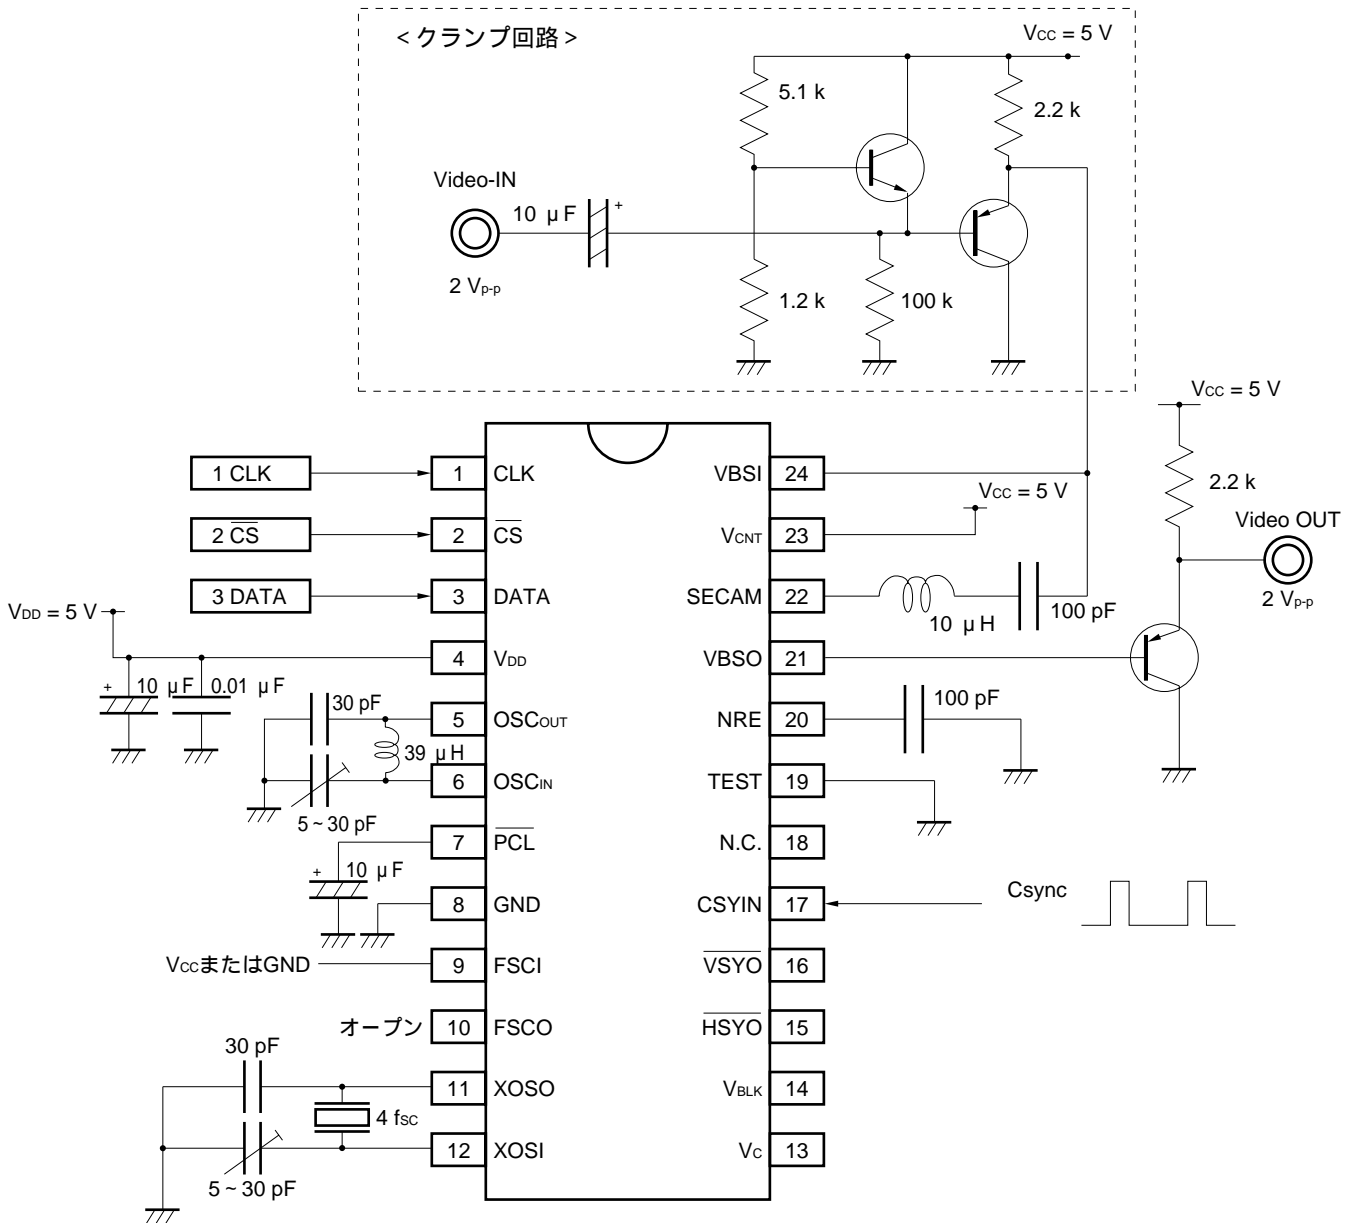 <クランプ回路>
VCC = 5 V
5.1 k
2.2 k
Video-IN
10 μF
+
2 Vp-p
1.2 k
100 k
VCC = 5 V
2.2 k
Video OUT
2 Vp-p
1 CLK
1
CLK
VBSI
24
VCC = 5 V
2 C̅S̅
2
C̅S̅
VCNT
23
3 DATA
3
DATA
SECAM
22
10 μH
100 pF
VDD = 5 V
4
VDD
VBSO
21
+
10 μF
0.01 μF
30 pF
5
OSCOUT
NRE
20
100 pF
39 μH
6
OSCIN
TEST
19
5~30 pF
7
P̅C̅L̅
N.C.
18
+
10 μF
8
GND
CSYIN
17
Csync
VCCまたはGND
9
FSCI
V̅S̅Y̅O̅
16
オープン
10
FSCO
H̅S̅Y̅O̅
15
30 pF
11
XOSO
VBLK
14
4 fSC
12
XOSI
VC
13
5~30 pF